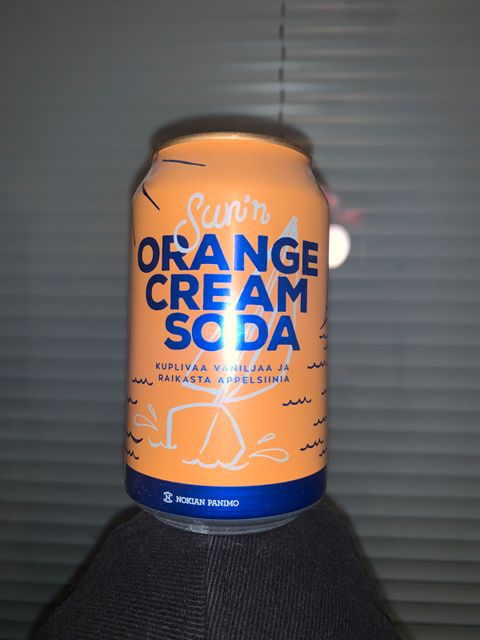 Sun'n
ORANGE
CREAM
SODA
KUPLIVAA VANILJAA JA
RAIKASTA APPELSIINIA
NOKIAN PANIMO